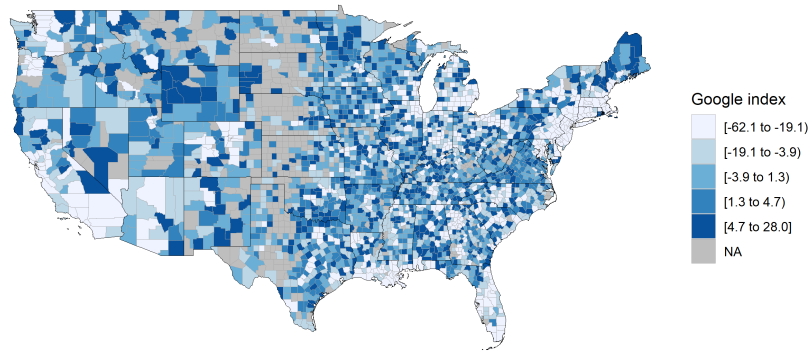 Google index
[-62.1 to -19.1)
[-19.1 to -3.9)
[-3.9 to 1.3)
[1.3 to 4.7)
[4.7 to 28.0]
NA